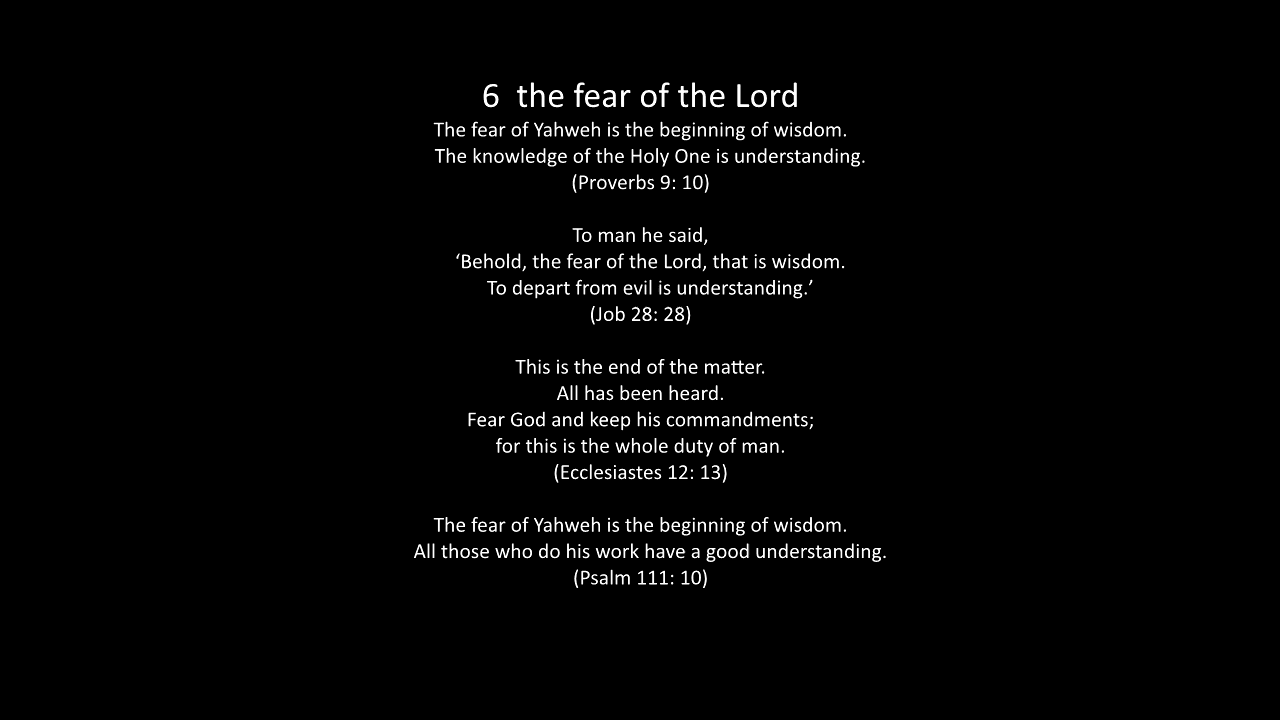 6  the fear of the Lord
The fear of Yahweh is the beginning of wisdom.
The knowledge of the Holy One is understanding.
(Proverbs 9: 10)
To man he said,
‘Behold, the fear of the Lord, that is wisdom.
To depart from evil is understanding.’
(Job 28: 28)
This is the end of the matter.
All has been heard.
Fear God and keep his commandments;
for this is the whole duty of man.
(Ecclesiastes 12: 13)
The fear of Yahweh is the beginning of wisdom.
All those who do his work have a good understanding.
(Psalm 111: 10)